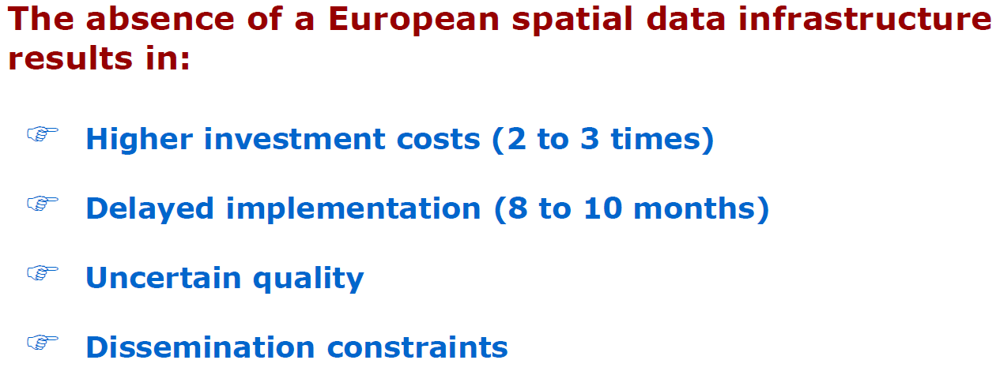 The absence of a European spatial data infrastructure
results in:
☞ Higher investment costs (2 to 3 times)
☞ Delayed implementation (8 to 10 months)
☞ Uncertain quality
☞ Dissemination constraints